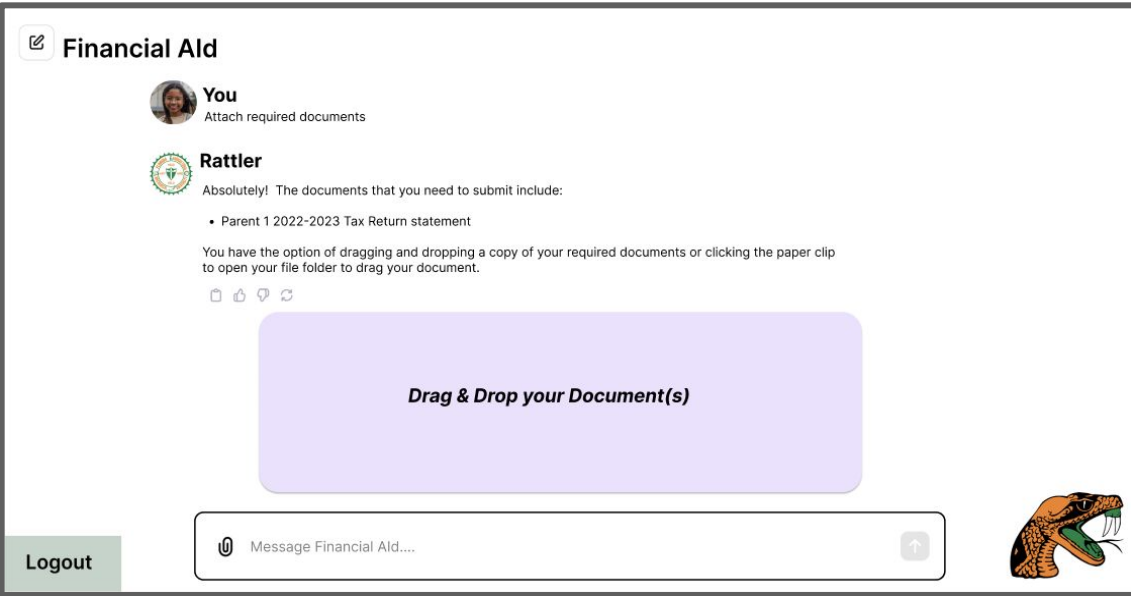 Financial AId
You
Attach required documents
Rattler
Absolutely! The documents that you need to submit include:
• Parent 1 2022-2023 Tax Return statement
You have the option of dragging and dropping a copy of your required documents or clicking the paper clip
to open your file folder to drag your document.
Drag & Drop your Document(s)
Message Financial AId....
Logout